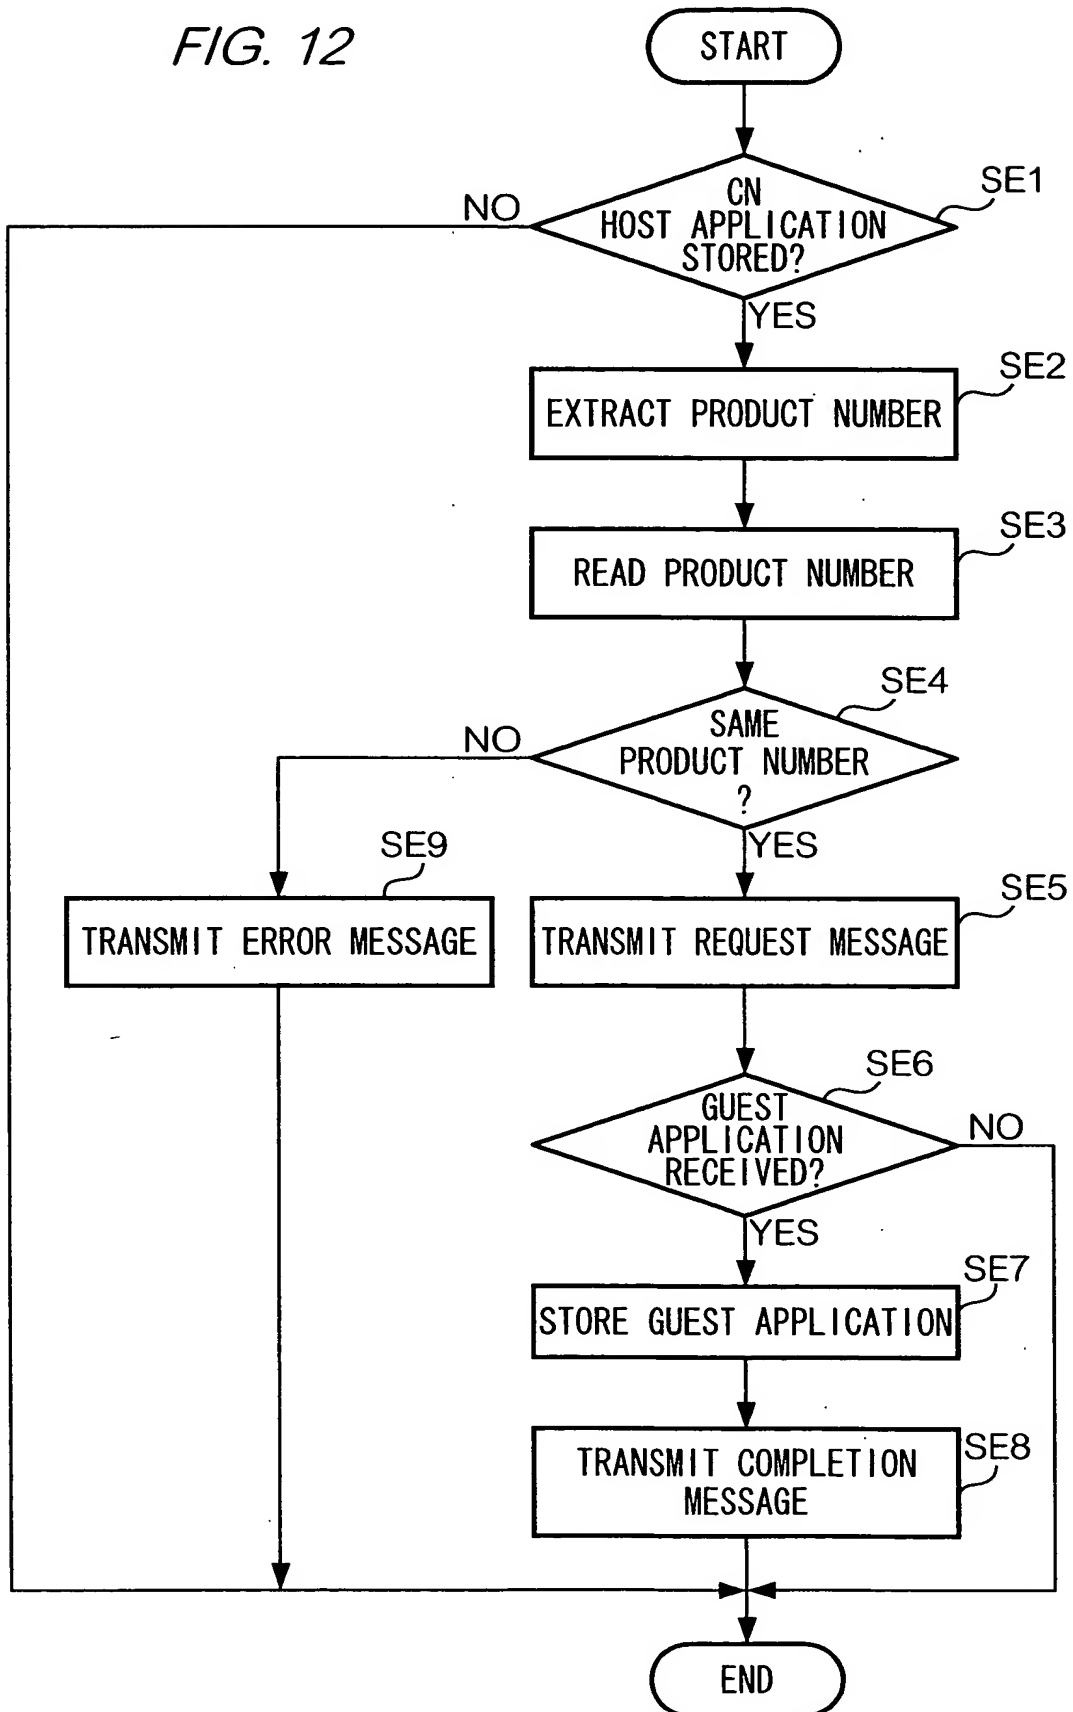 FIG. 12
START
CN
HOST APPLICATION
STORED?
SE1
NO
YES
SE2
EXTRACT PRODUCT NUMBER
SE3
READ PRODUCT NUMBER
SE4
SAME
PRODUCT NUMBER
?
NO
YES
SE9
TRANSMIT ERROR MESSAGE
SE5
TRANSMIT REQUEST MESSAGE
SE6
GUEST
APPLICATION
RECEIVED?
NO
YES
SE7
STORE GUEST APPLICATION
SE8
TRANSMIT COMPLETION
MESSAGE
END